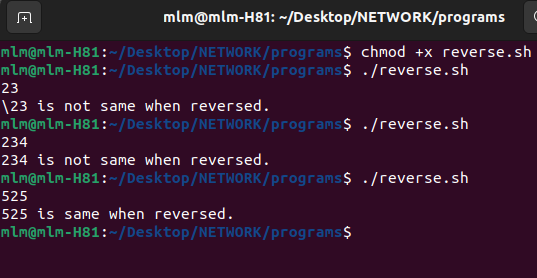 mlm@mlm-H81: ~/Desktop/NETWORK/programs
mlm@mlm-H81:~/Desktop/NETWORK/programs$ chmod +x reverse.sh
mlm@mlm-H81:~/Desktop/NETWORK/programs$ ./reverse.sh
23
\23 is not same when reversed.
mlm@mlm-H81:~/Desktop/NETWORK/programs$ ./reverse.sh
234
234 is not same when reversed.
mlm@mlm-H81:~/Desktop/NETWORK/programs$ ./reverse.sh
525
525 is same when reversed.
mlm@mlm-H81:~/Desktop/NETWORK/programs$